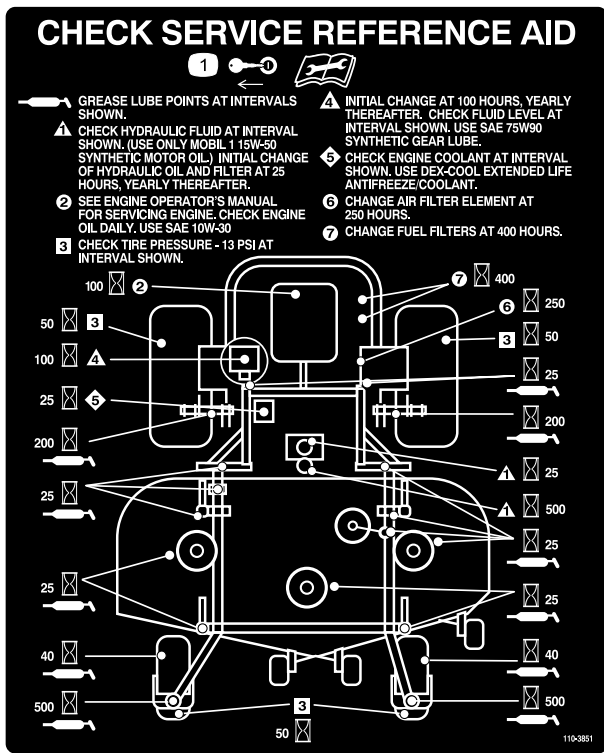 CHECK SERVICE REFERENCE AID
1
GREASE LUBE POINTS AT INTERVALS
SHOWN.
1 CHECK HYDRAULIC FLUID AT INTERVAL
SHOWN. (USE ONLY MOBIL 1 15W-50
SYNTHETIC MOTOR OIL.) INITIAL CHANGE
OF HYDRAULIC OIL AND FILTER AT 25
HOURS, YEARLY THEREAFTER.
2 SEE ENGINE OPERATOR'S MANUAL
FOR SERVICING ENGINE. CHECK ENGINE
OIL DAILY. USE SAE 10W-30
3 CHECK TIRE PRESSURE - 13 PSI AT
INTERVAL SHOWN.
4 INITIAL CHANGE AT 100 HOURS, YEARLY
THEREAFTER. CHECK FLUID LEVEL AT
INTERVAL SHOWN. USE SAE 75W90
SYNTHETIC GEAR LUBE.
5 CHECK ENGINE COOLANT AT INTERVAL
SHOWN. USE DEX-COOL EXTENDED LIFE
ANTIFREEZE/COOLANT.
6 CHANGE AIR FILTER ELEMENT AT
250 HOURS.
7 CHANGE FUEL FILTERS AT 400 HOURS.
100 2
7 400
6 250
50 3
3 50
100 4
25
25 5
200
200
1 25
25
1 500
25
25
25
40
40
500
500
3
50
110-3851